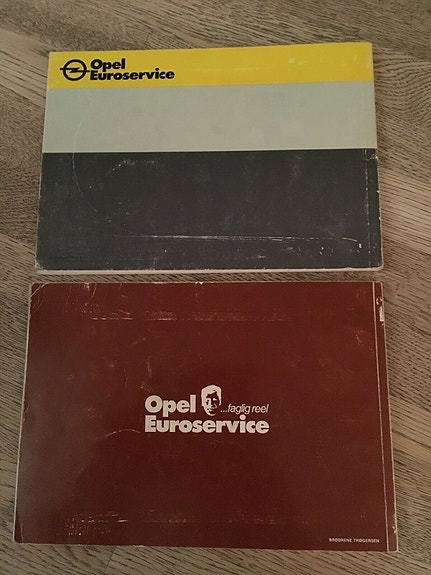 Opel
Euroservice
Opel ...faglig reel
Euroservice
BRØDRENE THØGERSEN